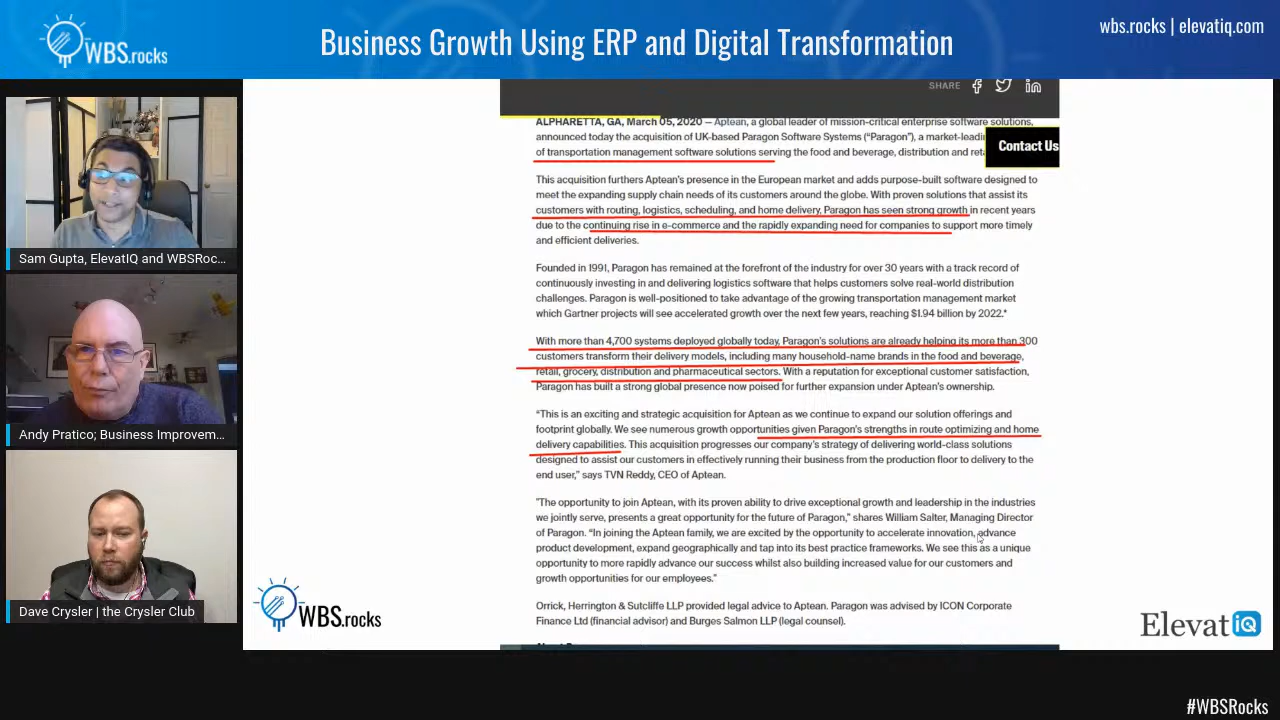 WBS.rocks
Business Growth Using ERP and Digital Transformation
wbs.rocks | elevatiq.com
SHARE
ALPHARETTA, GA, March 05, 2020 — Aptean, a global leader of mission-critical enterprise software solutions,
announced today the acquisition of UK-based Paragon Software Systems (“Paragon”), a
of transportation management software solutions serving the food and beverage, distribution and
Contact Us
This acquisition furthers Aptean’s presence in the European market and adds purpose-built software designed to
meet the expanding supply chain needs of its customers around the globe. With proven solutions that assist its
customers with routing, logistics, scheduling, and home delivery, Paragon has seen strong growth in recent years
due to the continuing rise in e-commerce and the rapidly expanding need for companies to support more timely
and efficient deliveries.
Founded in 1991, Paragon has remained at the forefront of the industry for over 30 years with a track record of
continuously investing in and delivering logistics software that helps customers solve real-world distribution
challenges. Paragon is well-positioned to take advantage of the growing transportation management market
which Gartner projects will see accelerated growth over the next few years, reaching $1.94 billion by 2022.*
With more than 4,700 systems deployed globally today, Paragon’s solutions are already helping its more than 300
customers transform their delivery models, including many household-name brands in the food and beverage,
retail, grocery, distribution and pharmaceutical sectors. With a reputation for exceptional customer satisfaction,
Paragon has built a strong global presence now poised for further expansion under Aptean’s ownership.
“This is an exciting and strategic acquisition for Aptean as we continue to expand our solution offerings and
footprint globally. We see numerous growth opportunities given Paragon’s strengths in route optimizing and home
delivery capabilities. This acquisition progresses our company’s strategy of delivering world-class solutions
designed to assist our customers in effectively running their business from the production floor to delivery to the
end user,” says TVN Reddy, CEO of Aptean.
"The opportunity to join Aptean, with its proven ability to drive exceptional growth and leadership in the industries
we jointly serve, presents a great opportunity for the future of Paragon,” shares William Salter, Managing Director
of Paragon. “In joining the Aptean family, we are excited by the opportunity to accelerate innovation, advance
product development, expand geographically and tap into its best practice frameworks. We see this as a unique
opportunity to more rapidly advance our success whilst also building increased value for our customers and
growth opportunities for our employees.”
Orrick, Herrington & Sutcliffe LLP provided legal advice to Aptean. Paragon was advised by ICON Corporate
Finance Ltd (financial advisor) and Burges Salmon LLP (legal counsel).
Sam Gupta, ElevatIQ and WBSRoc...
Andy Pratico; Business Improvem...
Dave Crysler | the Crysler Club
WBS.rocks
ElevatIQ
#WBSRocks